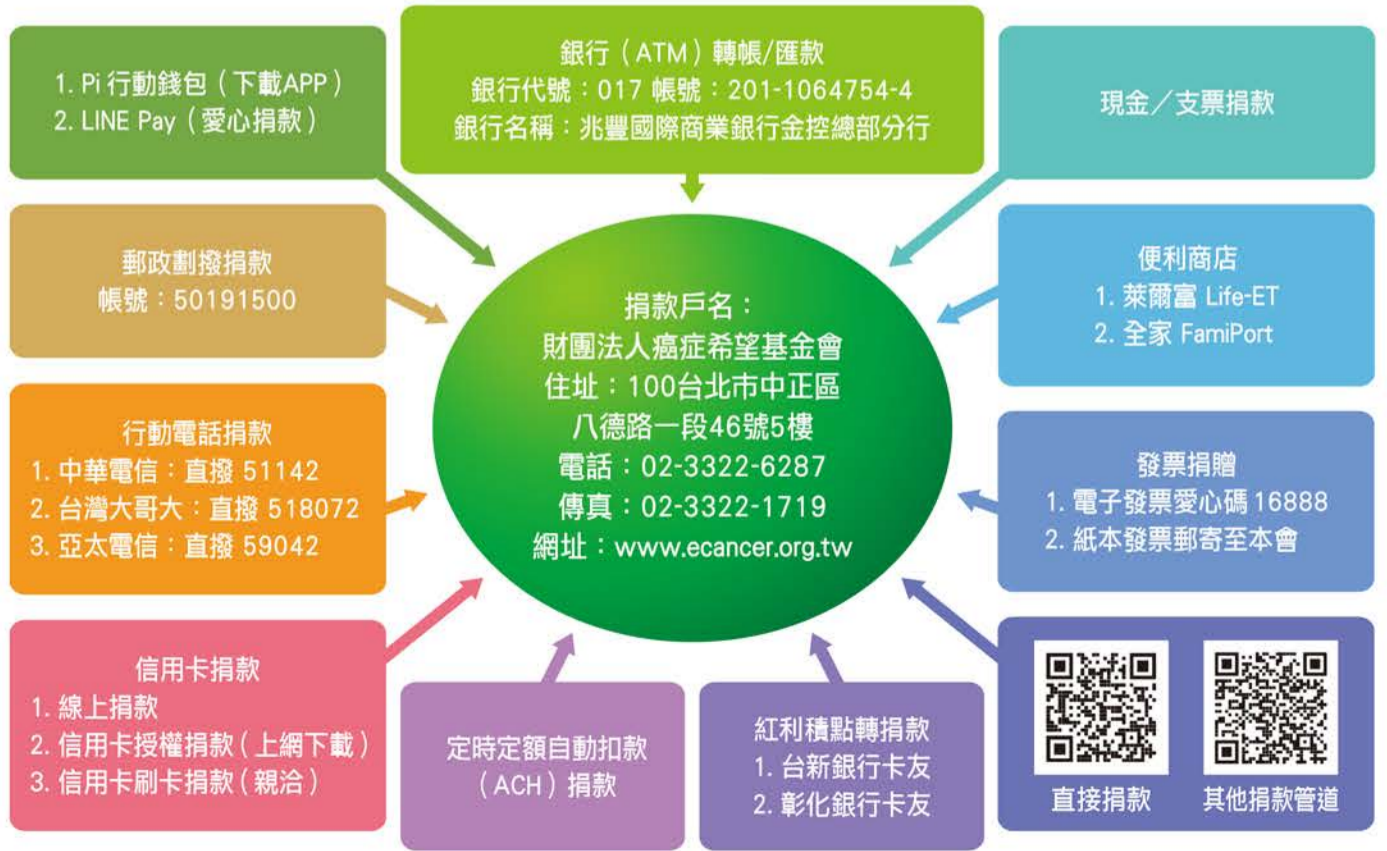 1. Pi 行動錢包（下載APP）
2. LINE Pay（愛心捐款）
銀行（ATM）轉帳/匯款
銀行代號：017 帳號：201-1064754-4
銀行名稱：兆豐國際商業銀行金控總部分行
現金／支票捐款
郵政劃撥捐款
帳號：50191500
便利商店
1. 萊爾富 Life-ET
2. 全家 FamiPort
捐款戶名：
財團法人癌症希望基金會
住址：100台北市中正區
八德路一段46號5樓
電話：02-3322-6287
傳真：02-3322-1719
網址：www.ecancer.org.tw
行動電話捐款
1. 中華電信：直撥 51142
2. 台灣大哥大：直撥 518072
3. 亞太電信：直撥 59042
發票捐贈
1. 電子發票愛心碼 16888
2. 紙本發票郵寄至本會
信用卡捐款
1. 線上捐款
2. 信用卡授權捐款（上網下載）
3. 信用卡刷卡捐款（親洽）
定時定額自動扣款
（ACH）捐款
紅利積點轉捐款
1. 台新銀行卡友
2. 彰化銀行卡友
直接捐款
其他捐款管道